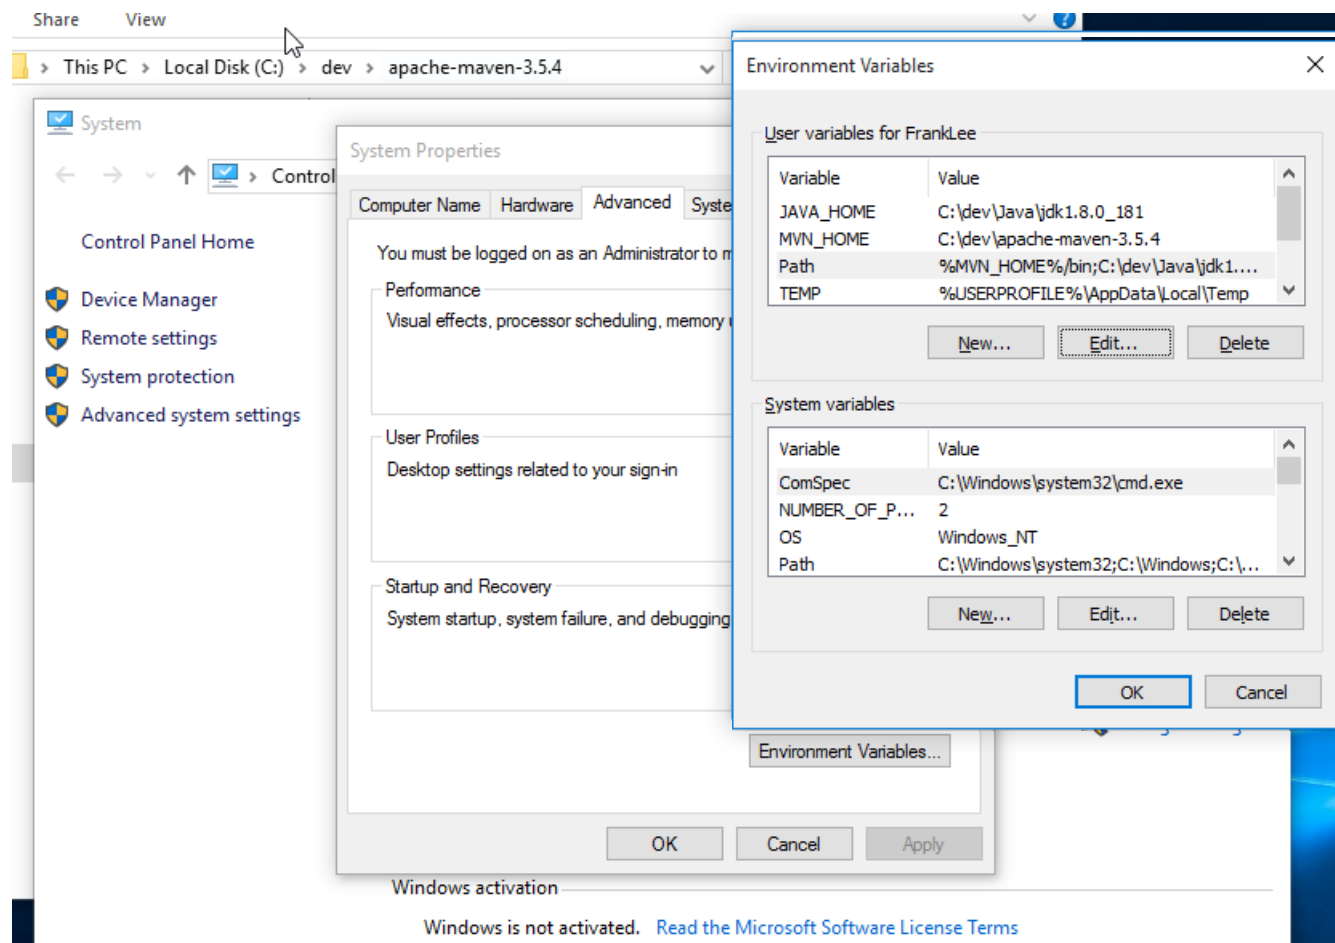 Share View
This PC > Local Disk (C:) > dev > apache-maven-3.5.4
System
Control
Control Panel Home
Device Manager
Remote settings
System protection
Advanced system settings
System Properties
Computer Name Hardware Advanced Syste
You must be logged on as an Administrator to m
Performance
Visual effects, processor scheduling, memory
User Profiles
Desktop settings related to your sign-in
Startup and Recovery
System startup, system failure, and debugging
Environment Variables...
OK Cancel Apply
Environment Variables
User variables for FrankLee
Variable Value
JAVA_HOME C:\dev\Java\jdk1.8.0_181
MVN_HOME C:\dev\apache-maven-3.5.4
Path %MVN_HOME%/bin;C:\dev\Java\jdk1....
TEMP %USERPROFILE%\AppData\Local\Temp
New... Edit... Delete
System variables
Variable Value
ComSpec C:\Windows\system32\cmd.exe
NUMBER_OF_P... 2
OS Windows_NT
Path C:\Windows\system32;C:\Windows;C:\...
New... Edit... Delete
OK Cancel
Windows activation
Windows is not activated. Read the Microsoft Software License Terms